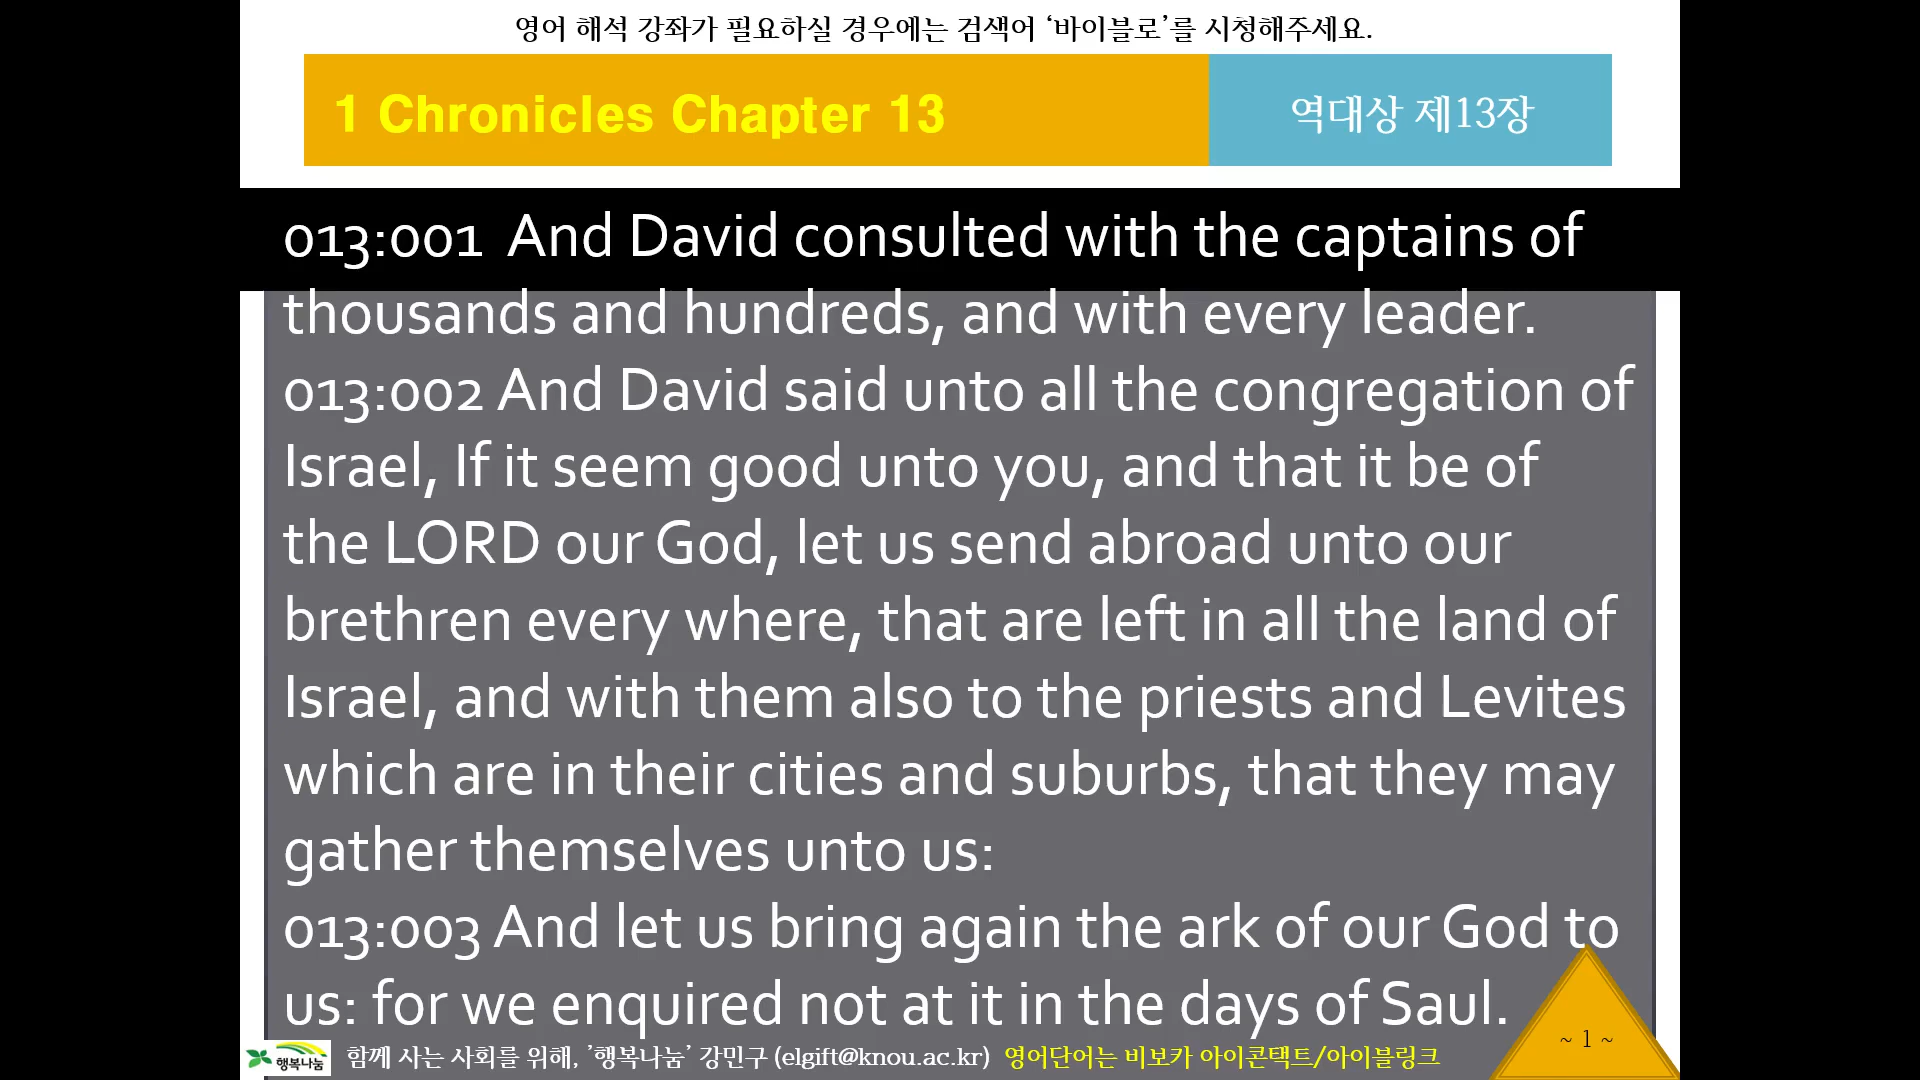 영어 해석 강좌가 필요하실 경우에는 검색어 ‘바이블로’를 시청해주세요.
1 Chronicles Chapter 13
역대상 제13장
013:001 And David consulted with the captains of
thousands and hundreds, and with every leader.
013:002 And David said unto all the congregation of
Israel, If it seem good unto you, and that it be of
the LORD our God, let us send abroad unto our
brethren every where, that are left in all the land of
Israel, and with them also to the priests and Levites
which are in their cities and suburbs, that they may
gather themselves unto us:
013:003 And let us bring again the ark of our God to
us: for we enquired not at it in the days of Saul.
~ 1 ~
행복나눔
함께 사는 사회를 위해, ’행복나눔’ 강민구 (elgift@knou.ac.kr) 영어단어는 비보카 아이콘택트/아이블링크